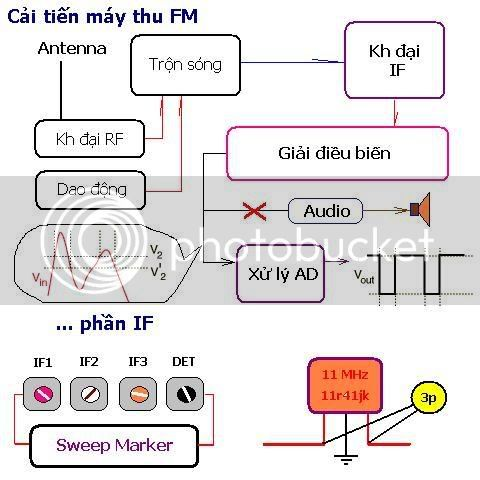 Cải tiến máy thu FM
Antenna
Trộn sóng
Kh đại
IF
Kh đại RF
Giải điều biến
Dao động
Audio
photobucket
Vin
V2
V'2
Xử lý AD
Vout
... phần IF
IF1 IF2 IF3 DET
11 MHz
11r41jk
3p
Sweep Marker